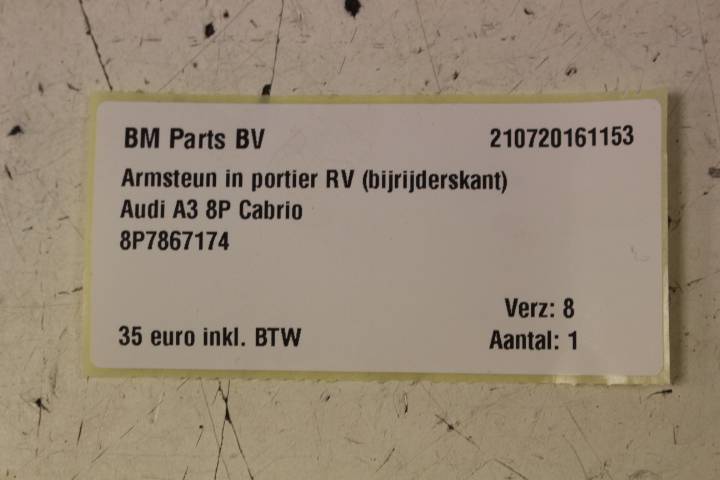 BM Parts BV 210720161153
Armsteun in portier RV (bijrijderskant)
Audi A3 8P Cabrio
8P7867174
Verz: 8
35 euro inkl. BTW Aantal: 1